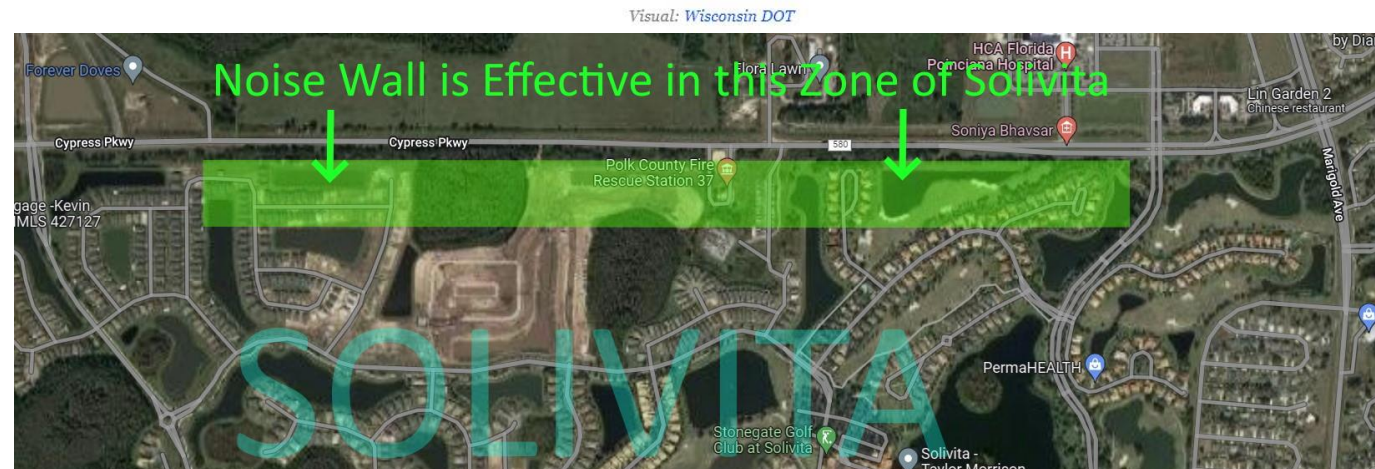 Visual: Wisconsin DOT
HCA Florida
Poinciana Hospital
Forever Doves
Flora Lawn
Noise Wall is Effective in this Zone of Solivita
Lin Garden 2
Chinese restaurant
Soniya Bhavsar
Cypress Pkwy
Cypress Pkwy
580
Polk County Fire
Rescue Station 37
Marigold Ave
gage -Kevin
MLS 427127
SOLIVITA
PermaHEALTH
Stonegate Golf
Club at Solivita
Solivita -
Taylor Morrison